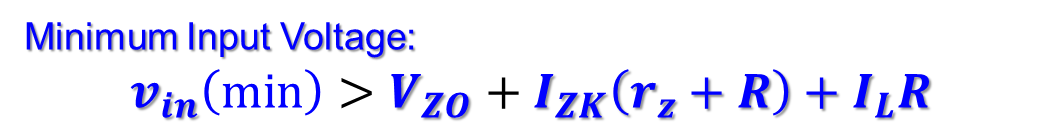 Minimum Input Voltage:
v_in(min) > V_ZO + I_ZK(r_z + R) + I_L R